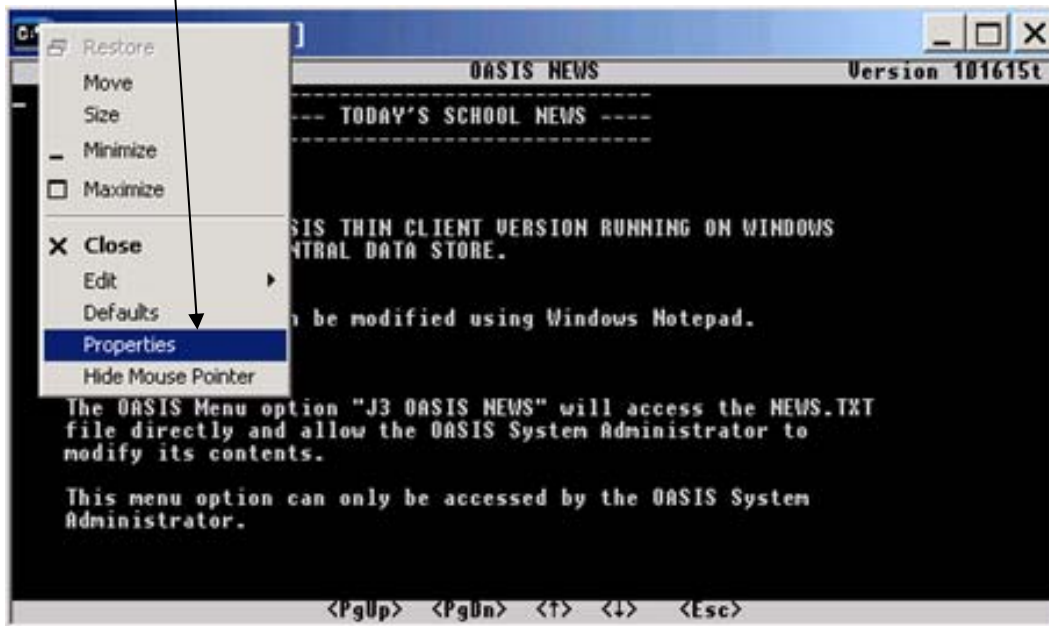 ]
OASIS NEWS Version 101615t
--- TODAY'S SCHOOL NEWS ----
Restore
Move
Size
Minimize
Maximize
Close
Edit
Defaults
Properties
Hide Mouse Pointer
SIS THIN CLIENT VERSION RUNNING ON WINDOWS
NTRAL DATA STORE.
n be modified using Windows Notepad.
The OASIS Menu option "J3 OASIS NEWS" will access the NEWS.TXT
file directly and allow the OASIS System Administrator to
modify its contents.
This menu option can only be accessed by the OASIS System
Administrator.
<PgUp> <PgDn> <↑> <↓> <Esc>